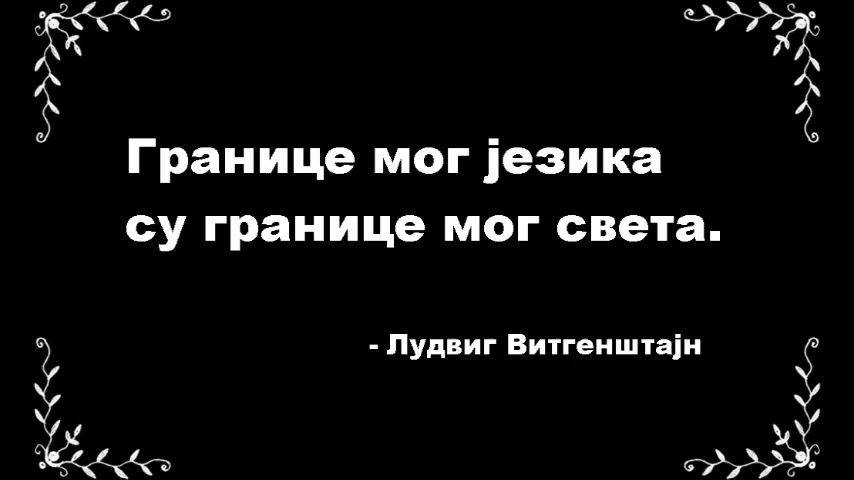 Границе мог језика
су границе мог света.
- Лудвиг Витгенштајн